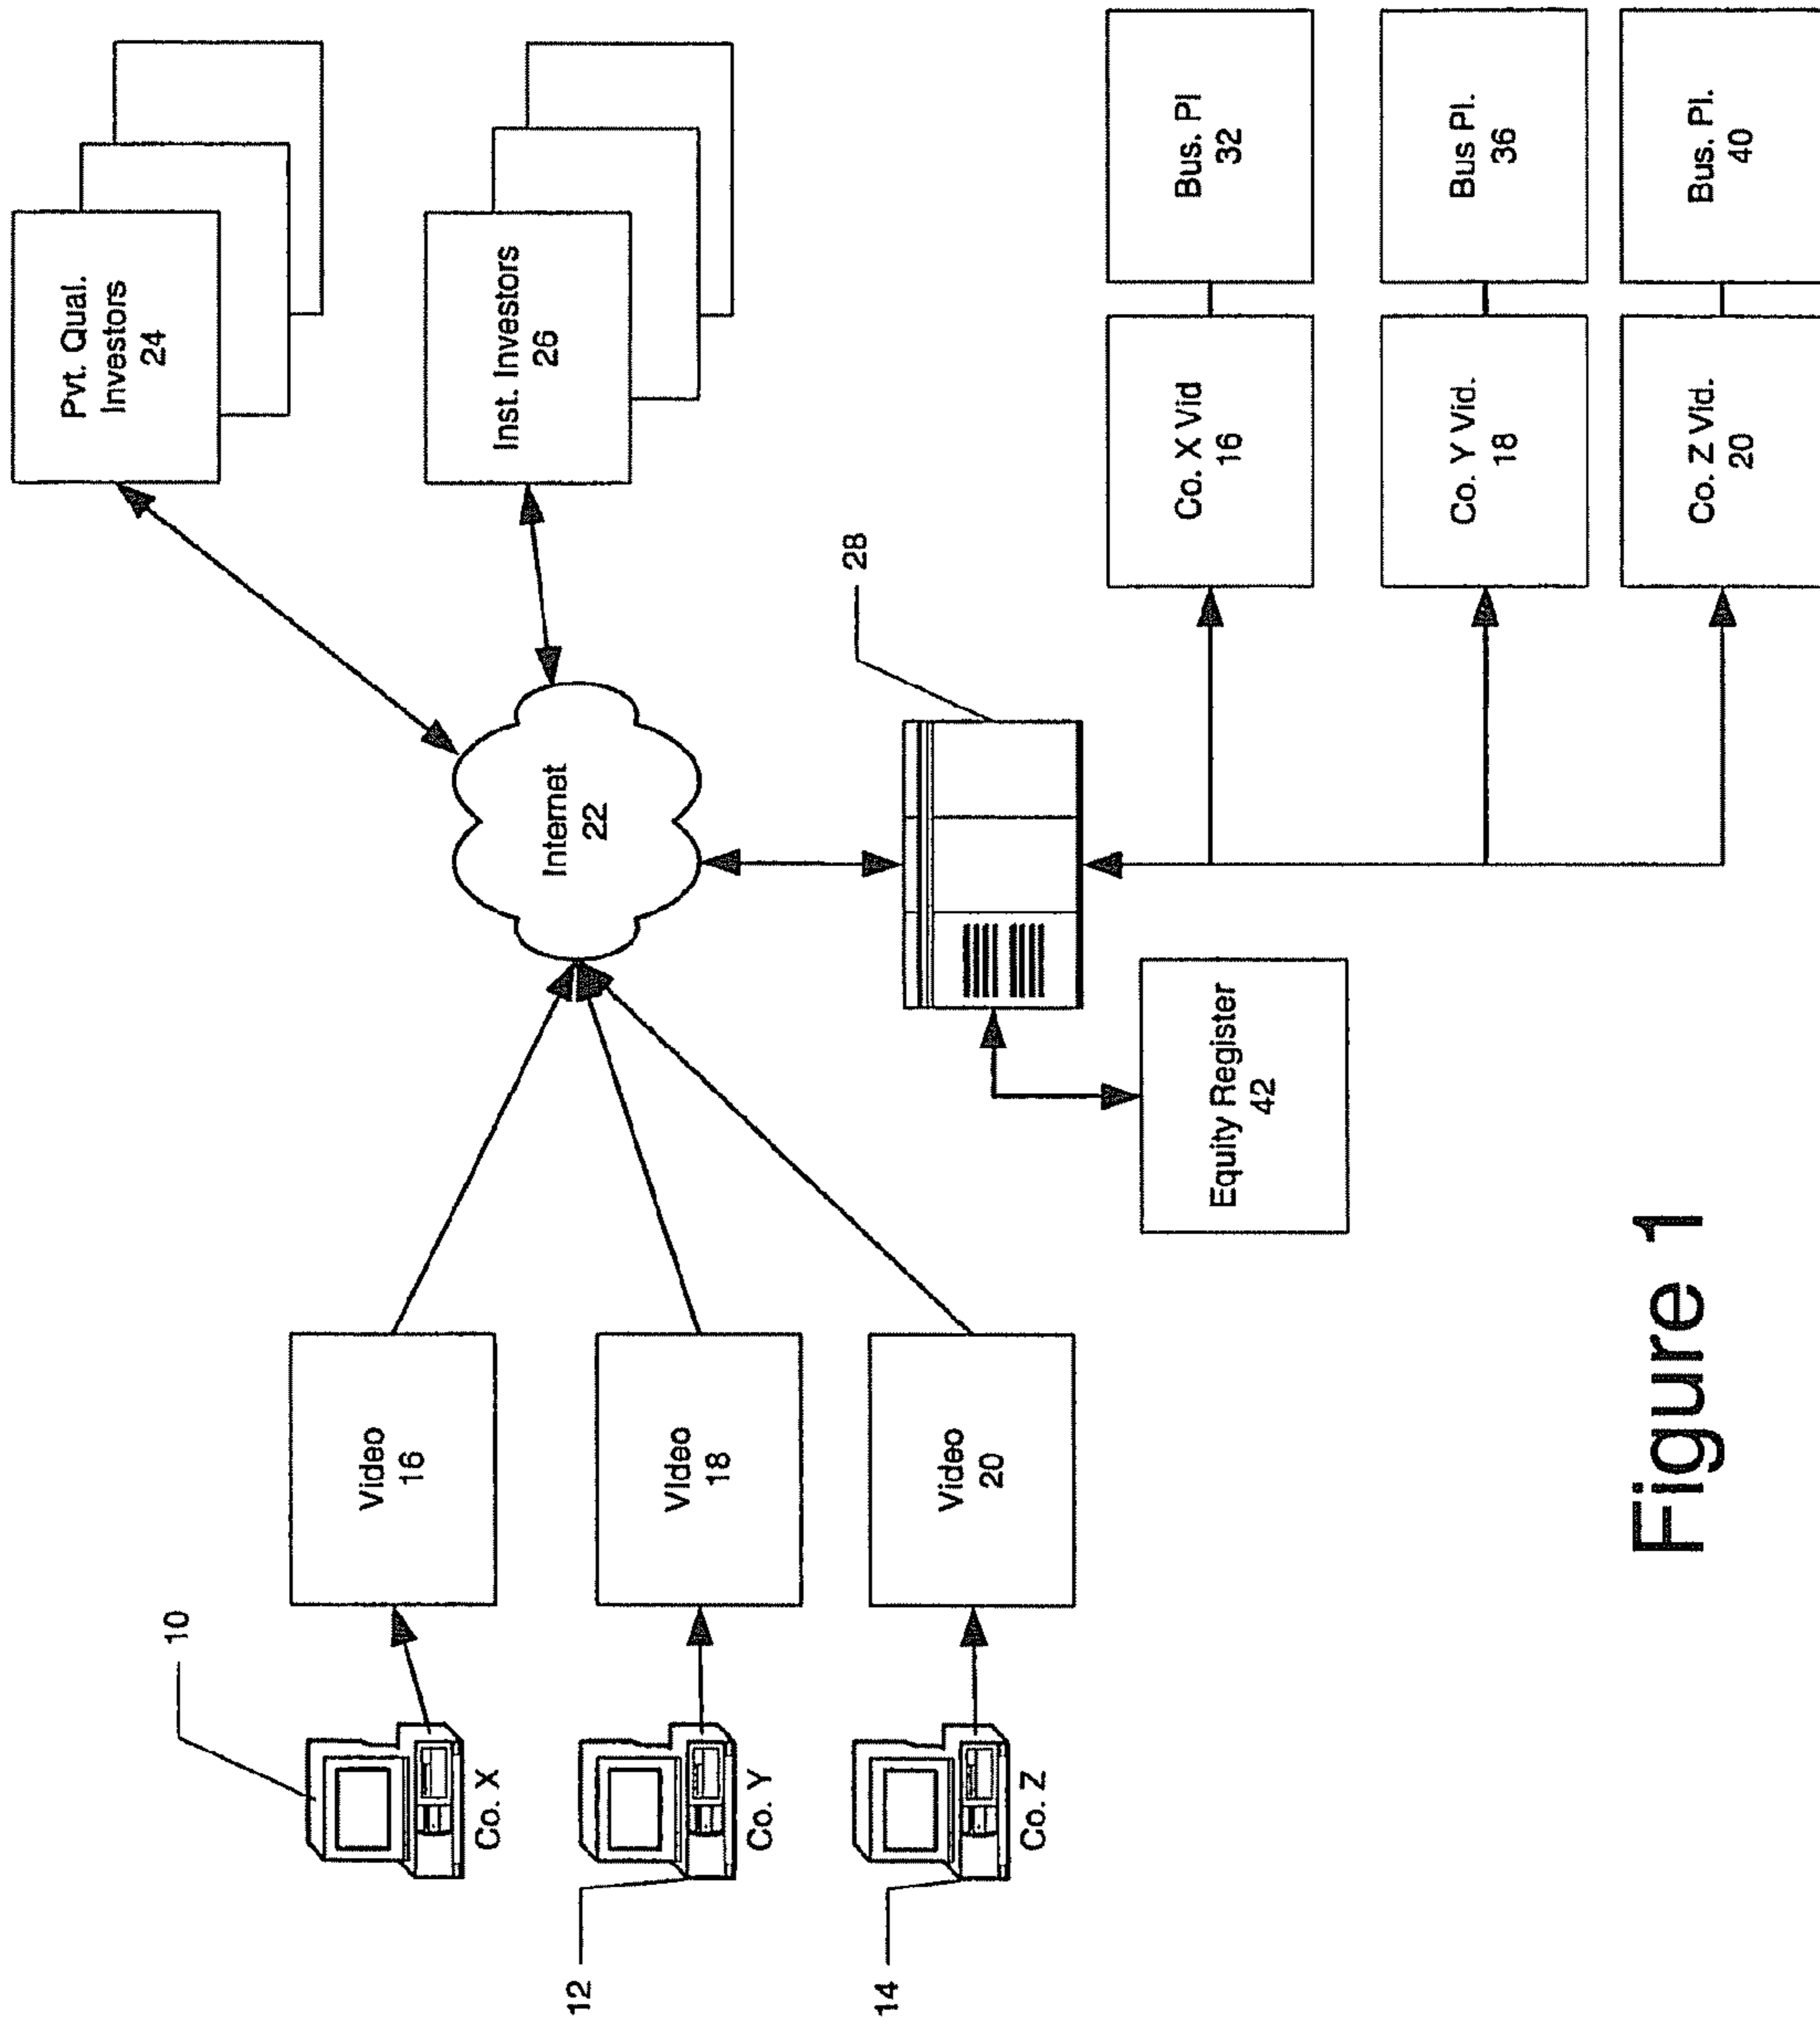 10
Co. X
12
Co. Y
14
Co. Z
Video
16
VIdeo
18
Video
20
Internet
22
Pvt. Qual.
Investors
24
Inst. Investors
26
28
Equity Register
42
Co. X Vid
16
Bus. Pl
32
Co. Y Vid.
18
Bus Pl.
36
Co. Z Vid.
20
Bus. Pl.
40
Figure 1